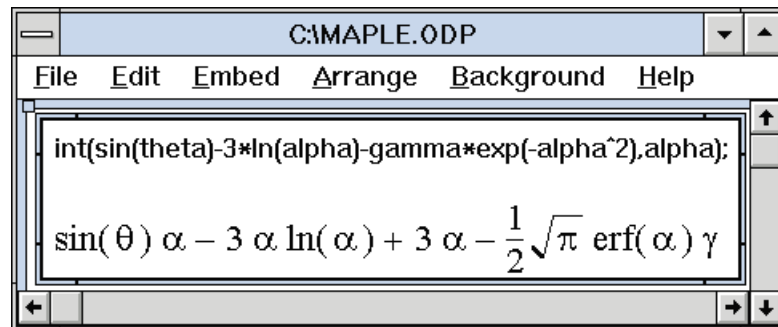 C:\MAPLE.ODP
File Edit Embed Arrange Background Help
int(sin(theta)-3*ln(alpha)-gamma*exp(-alpha^2),alpha);
sin( θ ) α − 3 α ln( α ) + 3 α − 1/2 √π erf( α ) γ